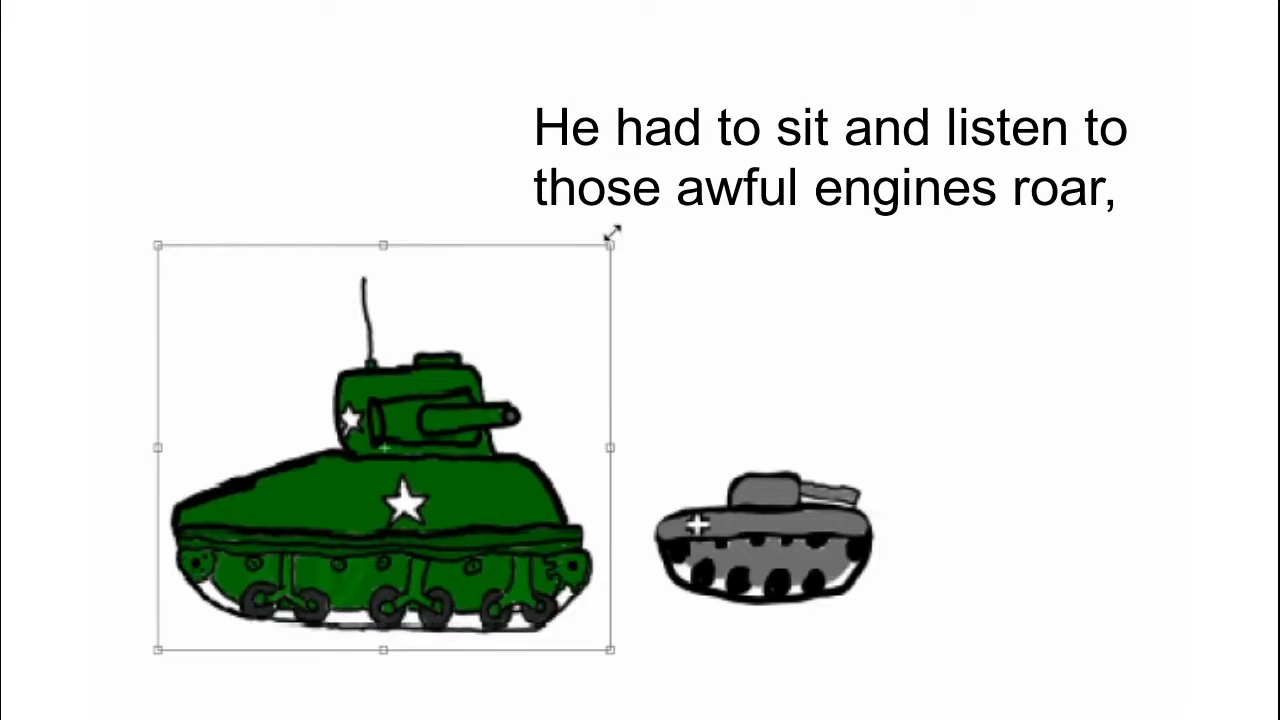 He had to sit and listen to
those awful engines roar,